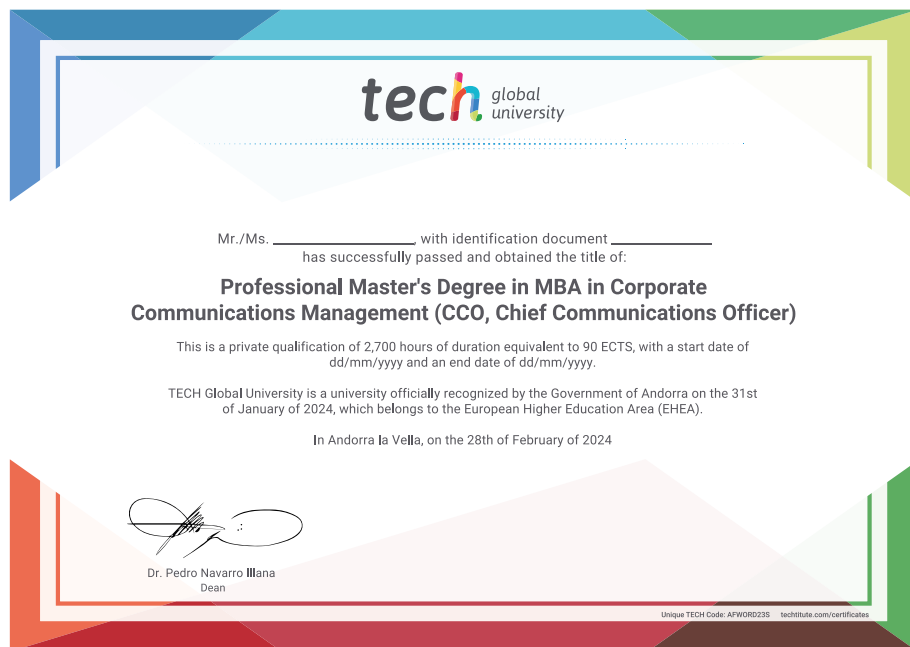 tech global
university
Mr./Ms. ________________, with identification document ____________
has successfully passed and obtained the title of:
Professional Master's Degree in MBA in Corporate
Communications Management (CCO, Chief Communications Officer)
This is a private qualification of 2,700 hours of duration equivalent to 90 ECTS, with a start date of
dd/mm/yyyy and an end date of dd/mm/yyyy.
TECH Global University is a university officially recognized by the Government of Andorra on the 31st
of January of 2024, which belongs to the European Higher Education Area (EHEA).
In Andorra la Vella, on the 28th of February of 2024
Dr. Pedro Navarro Illana
Dean
Unique TECH Code: AFWORD23S techtitute.com/certificates